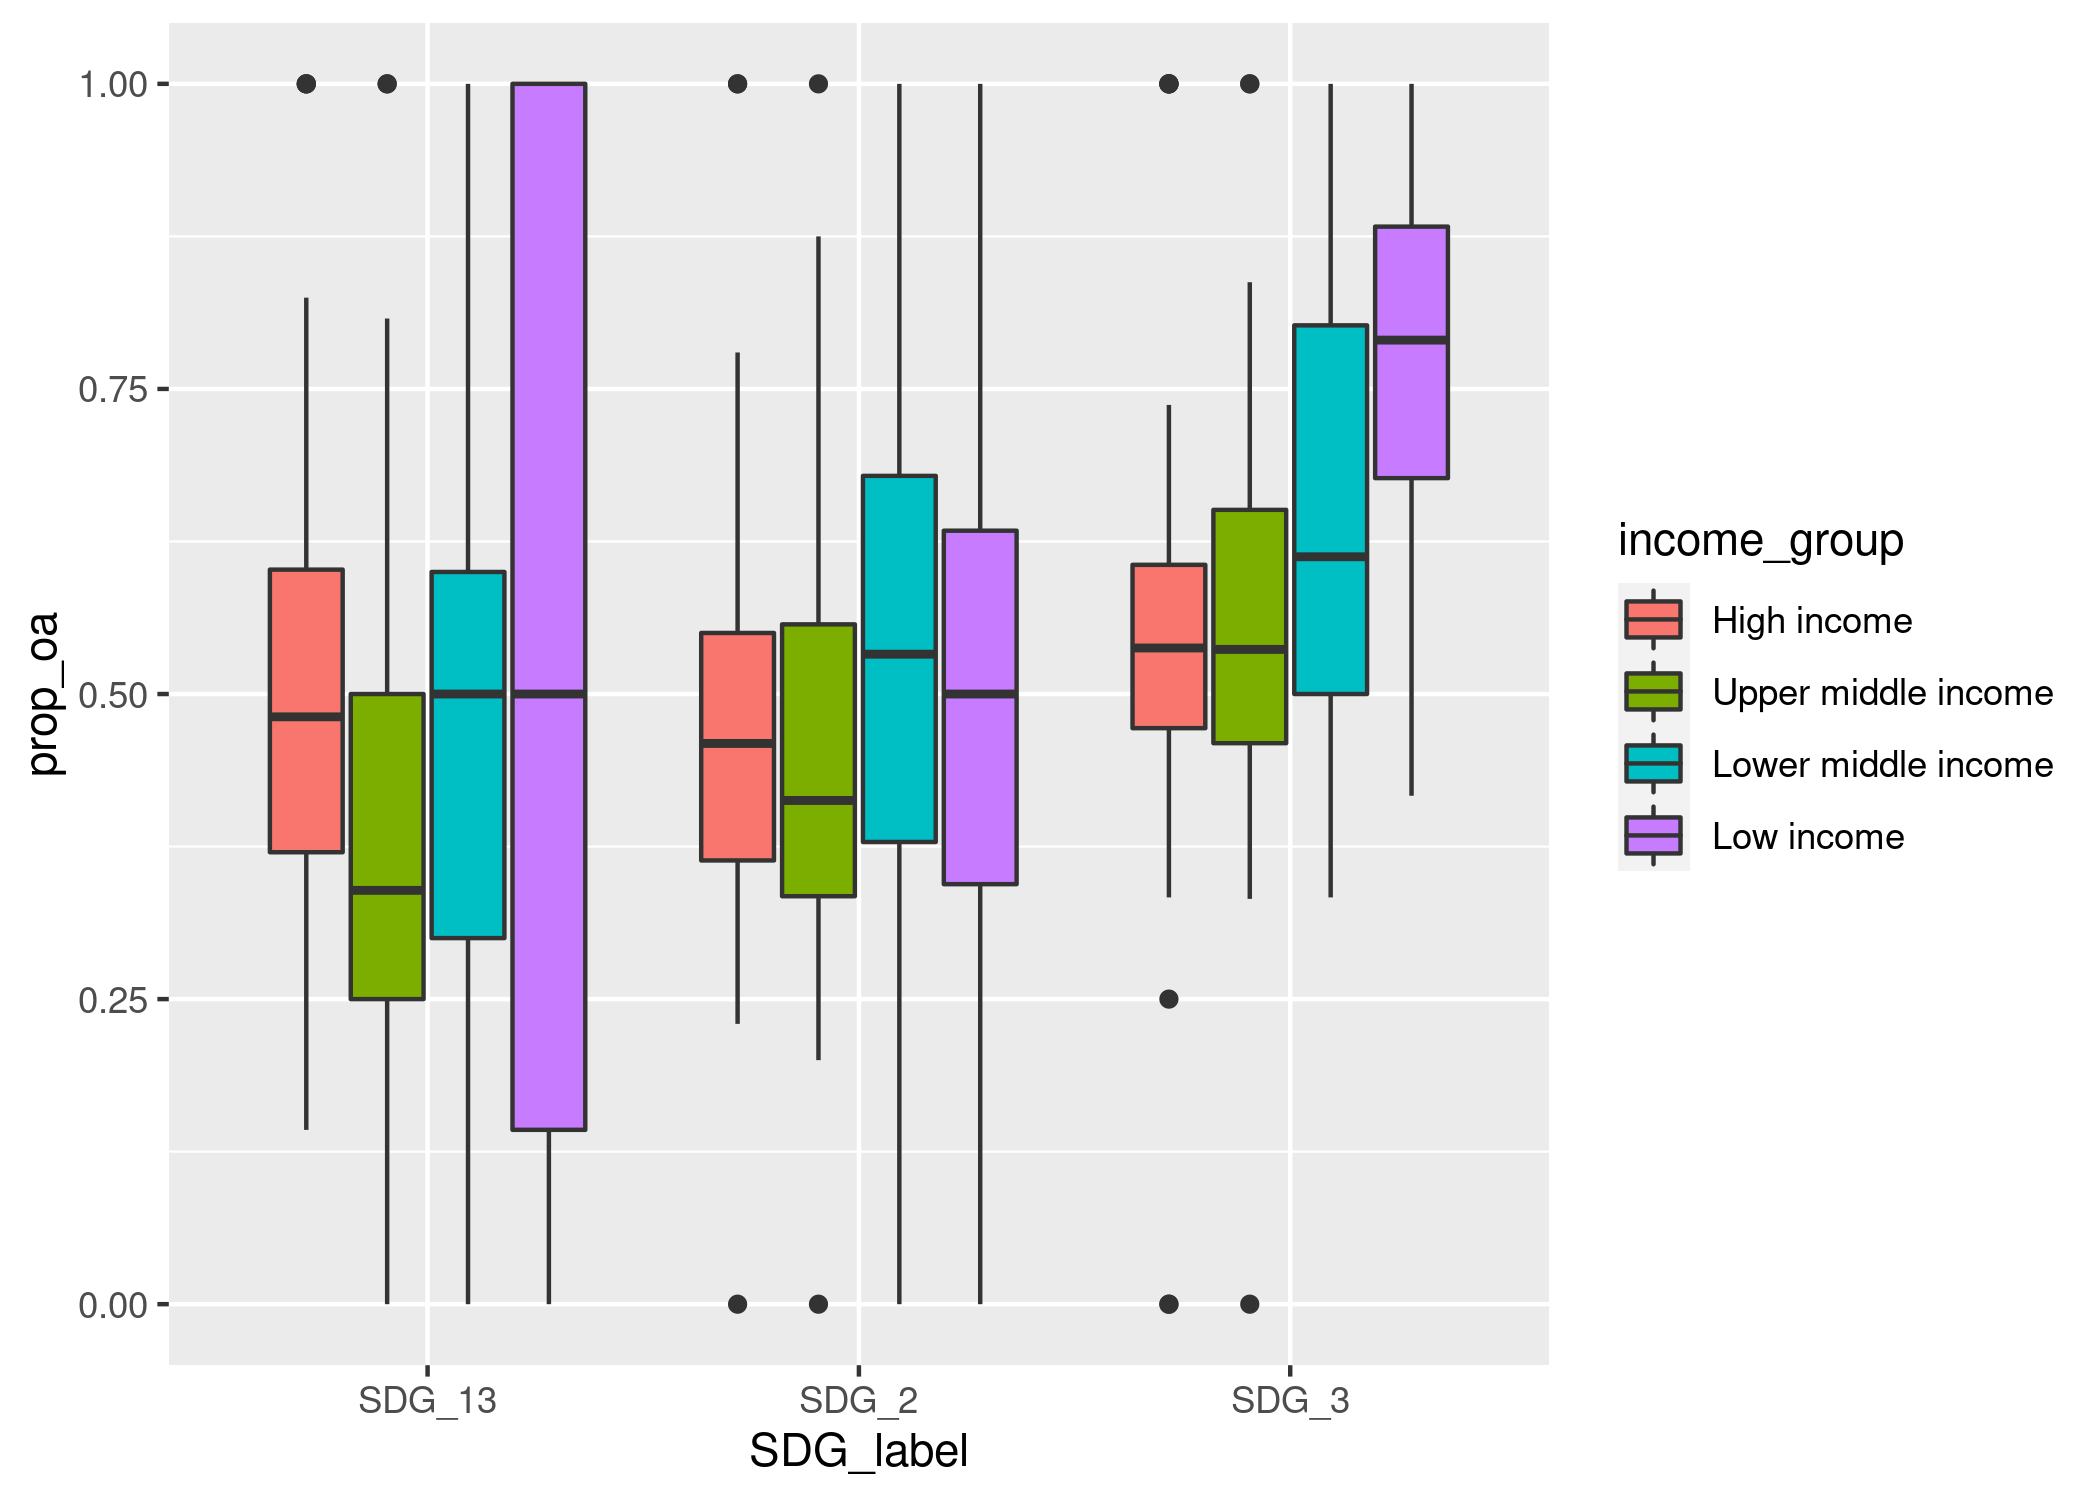 1.00
0.75
0.50
0.25
0.00
prop_oa
SDG_13
SDG_2
SDG_3
SDG_label
income_group
High income
Upper middle income
Lower middle income
Low income